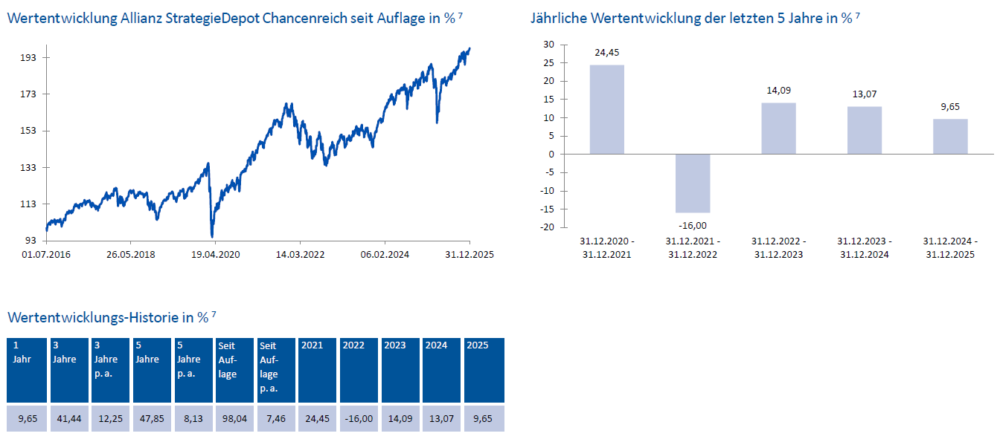 Wertentwicklung Allianz StrategieDepot Chancenreich seit Auflage in % 7
193
173
153
133
113
93
01.07.2016 26.05.2018 19.04.2020 14.03.2022 06.02.2024 31.12.2025
Jährliche Wertentwicklung der letzten 5 Jahre in % 7
30
25
20
15
10
5
0
-5
-10
-15
-20
24,45
-16,00
14,09
13,07
9,65
31.12.2020 - 31.12.2021 - 31.12.2022 - 31.12.2023 - 31.12.2024 -
31.12.2021 31.12.2022 31.12.2023 31.12.2024 31.12.2025
Wertentwicklungs-Historie in % 7
1
Jahr
3
Jahre
3
Jahre
p. a.
5
Jahre
5
Jahre
p. a.
Seit
Auf-
lage
Seit
Auf-
lage
p. a.
2021
2022
2023
2024
2025
9,65 41,44 12,25 47,85 8,13 98,04 7,46 24,45 -16,00 14,09 13,07 9,65